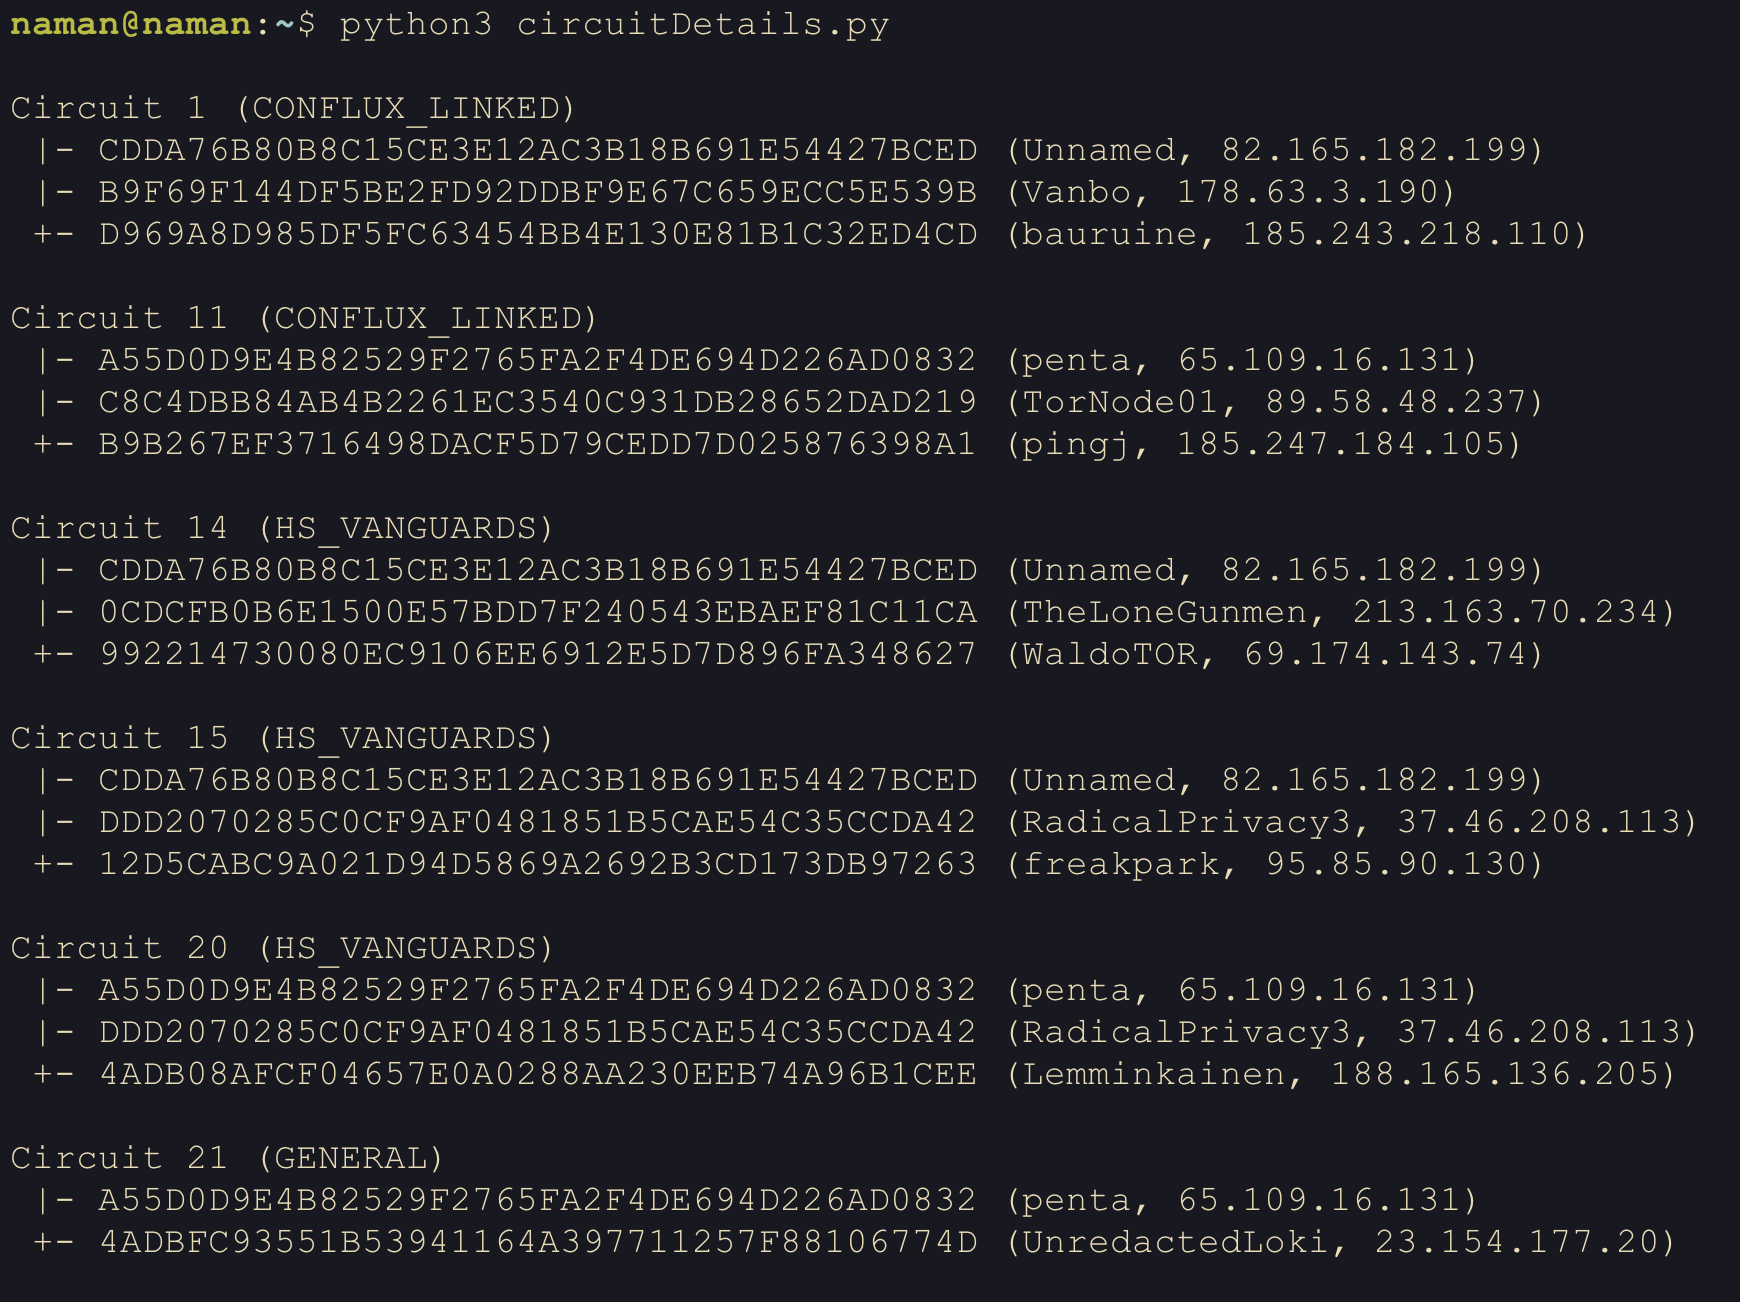 naman@naman:~$ python3 circuitDetails.py
Circuit 1 (CONFLUX_LINKED)
|- CDDA76B80B8C15CE3E12AC3B18B691E54427BCED (Unnamed, 82.165.182.199)
|- B9F69F144DF5BE2FD92DDBF9E67C659ECC5E539B (Vanbo, 178.63.3.190)
+- D969A8D985DF5FC63454BB4E130E81B1C32ED4CD (bauruine, 185.243.218.110)
Circuit 11 (CONFLUX_LINKED)
|- A55D0D9E4B82529F2765FA2F4DE694D226AD0832 (penta, 65.109.16.131)
|- C8C4DBB84AB4B2261EC3540C931DB28652DAD219 (TorNode01, 89.58.48.237)
+- B9B267EF3716498DACF5D79CEDD7D025876398A1 (pingj, 185.247.184.105)
Circuit 14 (HS_VANGUARDS)
|- CDDA76B80B8C15CE3E12AC3B18B691E54427BCED (Unnamed, 82.165.182.199)
|- 0CDCFB0B6E1500E57BDD7F240543EBAEF81C11CA (TheLoneGunmen, 213.163.70.234)
+- 992214730080EC9106EE6912E5D7D896FA348627 (WaldoTOR, 69.174.143.74)
Circuit 15 (HS_VANGUARDS)
|- CDDA76B80B8C15CE3E12AC3B18B691E54427BCED (Unnamed, 82.165.182.199)
|- DDD2070285C0CF9AF0481851B5CAE54C35CCDA42 (RadicalPrivacy3, 37.46.208.113)
+- 12D5CABC9A021D94D5869A2692B3CD173DB97263 (freakpark, 95.85.90.130)
Circuit 20 (HS_VANGUARDS)
|- A55D0D9E4B82529F2765FA2F4DE694D226AD0832 (penta, 65.109.16.131)
|- DDD2070285C0CF9AF0481851B5CAE54C35CCDA42 (RadicalPrivacy3, 37.46.208.113)
+- 4ADB08AFCF04657E0A0288AA230EEB74A96B1CEE (Lemminkainen, 188.165.136.205)
Circuit 21 (GENERAL)
|- A55D0D9E4B82529F2765FA2F4DE694D226AD0832 (penta, 65.109.16.131)
+- 4ADBFC93551B53941164A397711257F88106774D (UnredactedLoki, 23.154.177.20)